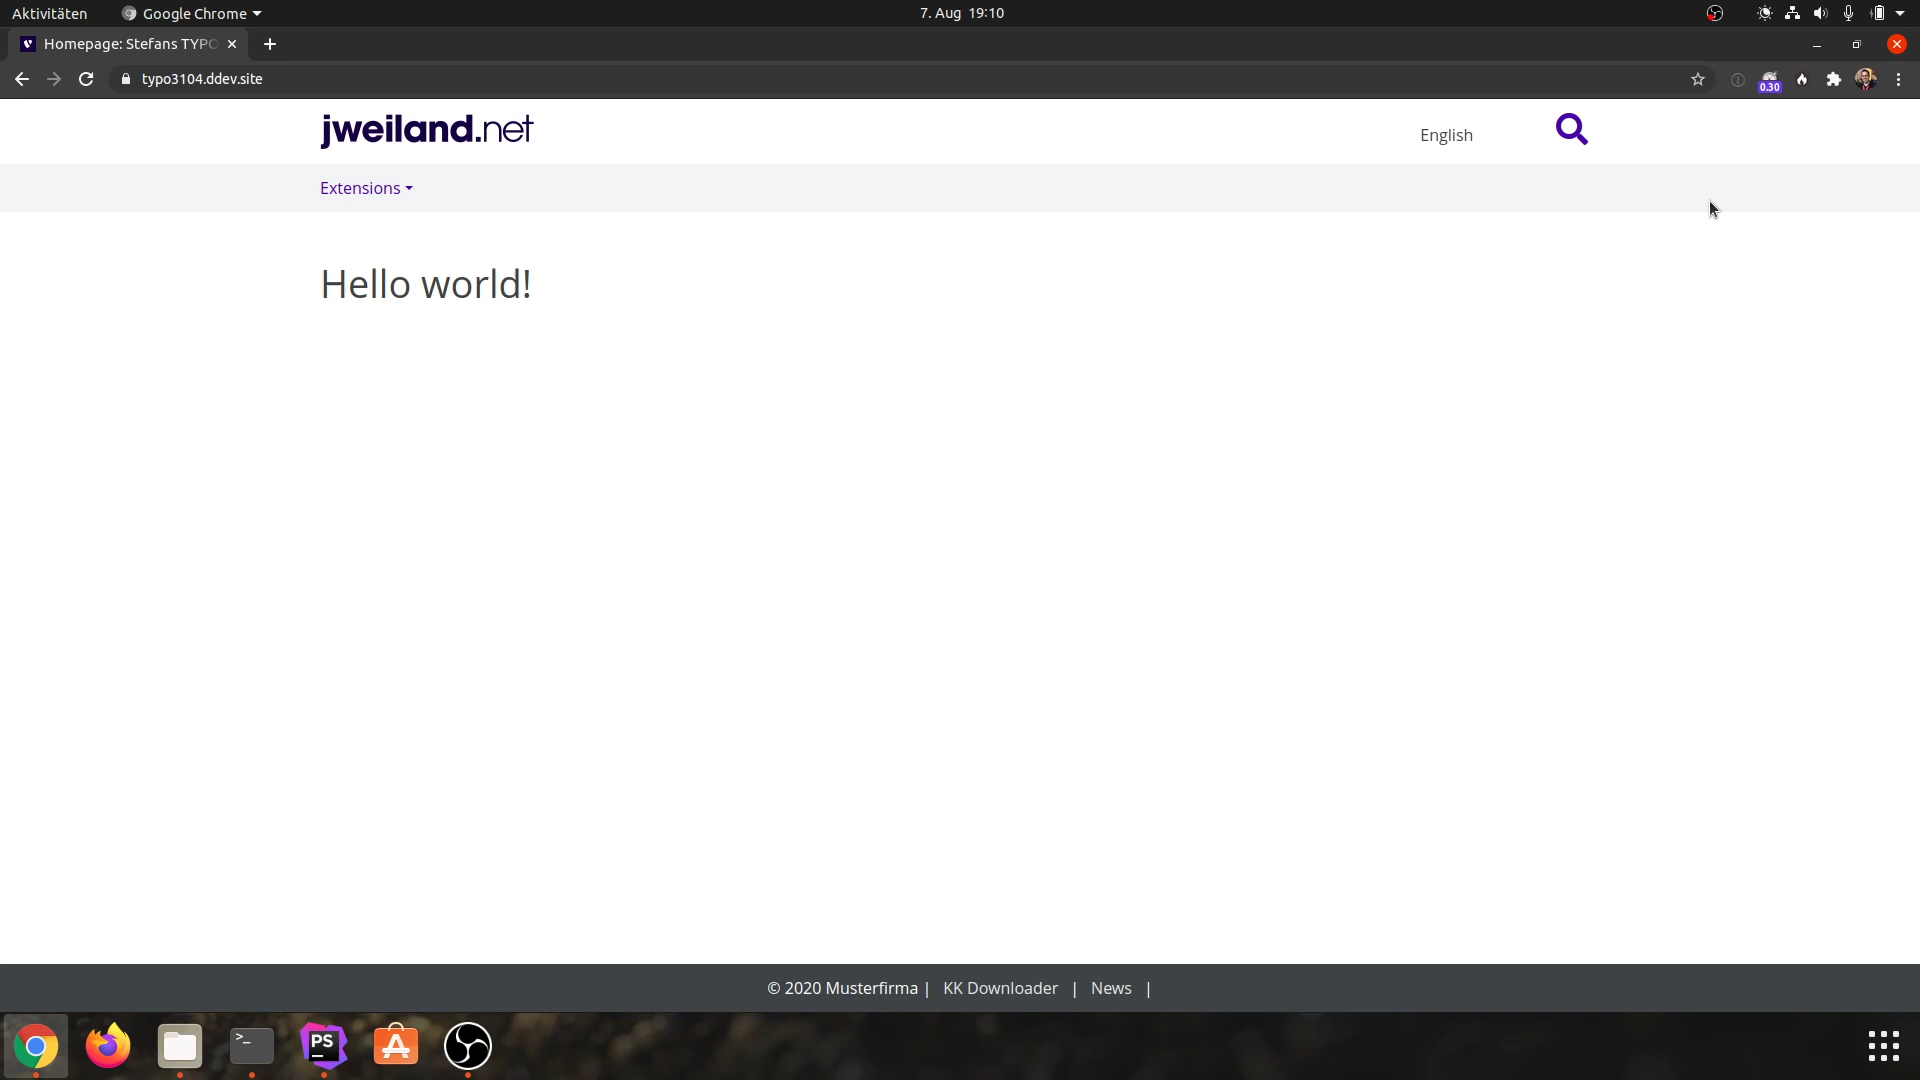 Aktivitäten Google Chrome 7. Aug 19:10
Homepage: Stefans TYPO
typo3104.ddev.site 0.30
jweiland.net English
Extensions
Hello world!
© 2020 Musterfirma | KK Downloader | News |
>_ PS